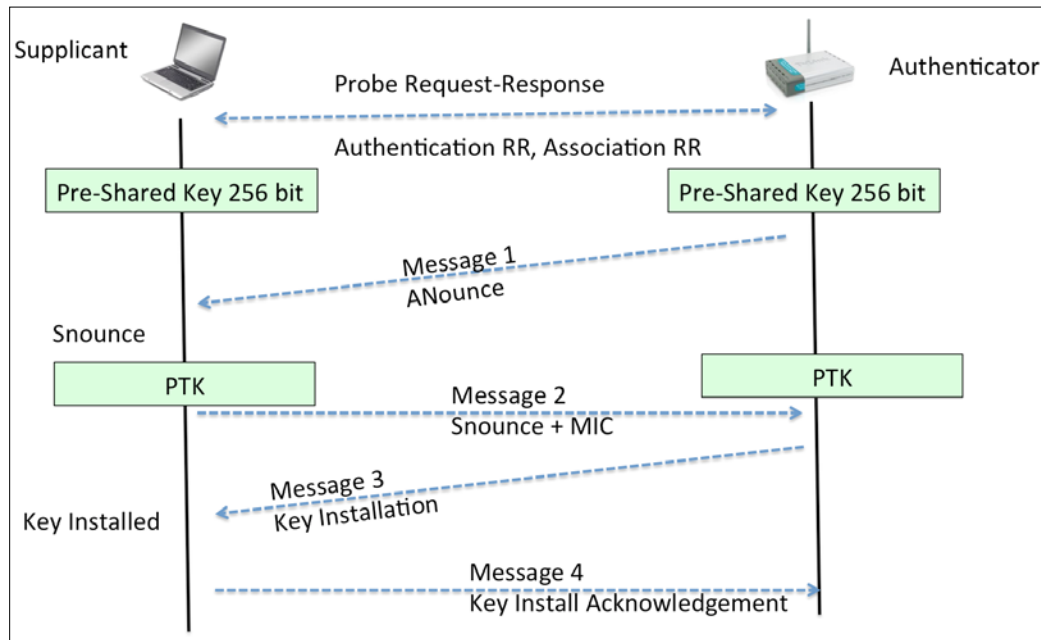 Supplicant
Authenticator
Probe Request-Response
Authentication RR, Association RR
Pre-Shared Key 256 bit
Pre-Shared Key 256 bit
Message 1
ANounce
Snounce
PTK
PTK
Message 2
Snounce + MIC
Message 3
Key Installation
Key Installed
Message 4
Key Install Acknowledgement